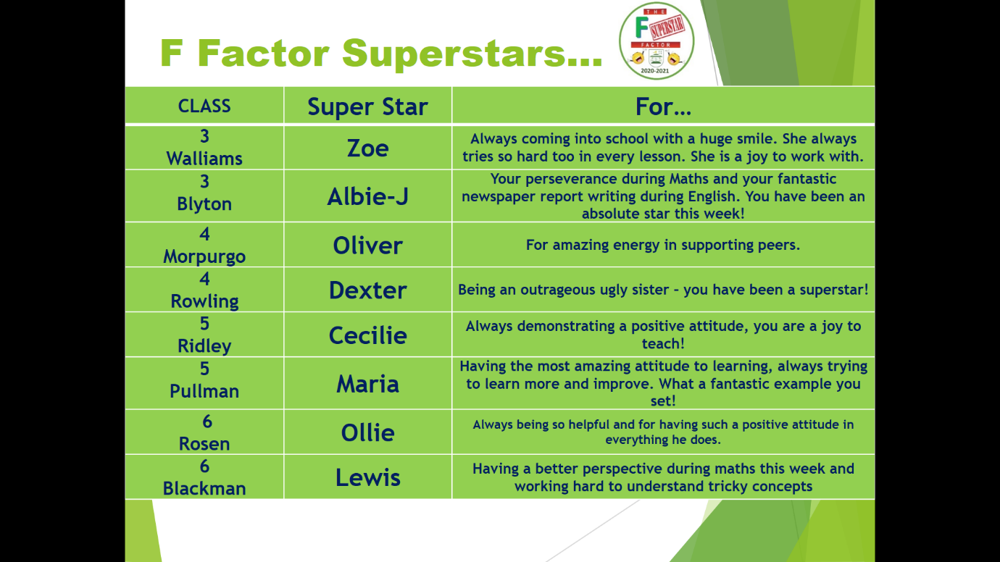 F Factor Superstars...
THE
F SUPERSTAR
FACTOR
2020-2021
CLASS
Super Star
For...
3
Walliams
Zoe
Always coming into school with a huge smile. She always
tries so hard too in every lesson. She is a joy to work with.
3
Blyton
Albie-J
Your perseverance during Maths and your fantastic
newspaper report writing during English. You have been an
absolute star this week!
4
Morpurgo
Oliver
For amazing energy in supporting peers.
4
Rowling
Dexter
Being an outrageous ugly sister – you have been a superstar!
5
Ridley
Cecilie
Always demonstrating a positive attitude, you are a joy to
teach!
5
Pullman
Maria
Having the most amazing attitude to learning, always trying
to learn more and improve. What a fantastic example you
set!
6
Rosen
Ollie
Always being so helpful and for having such a positive attitude in
everything he does.
6
Blackman
Lewis
Having a better perspective during maths this week and
working hard to understand tricky concepts